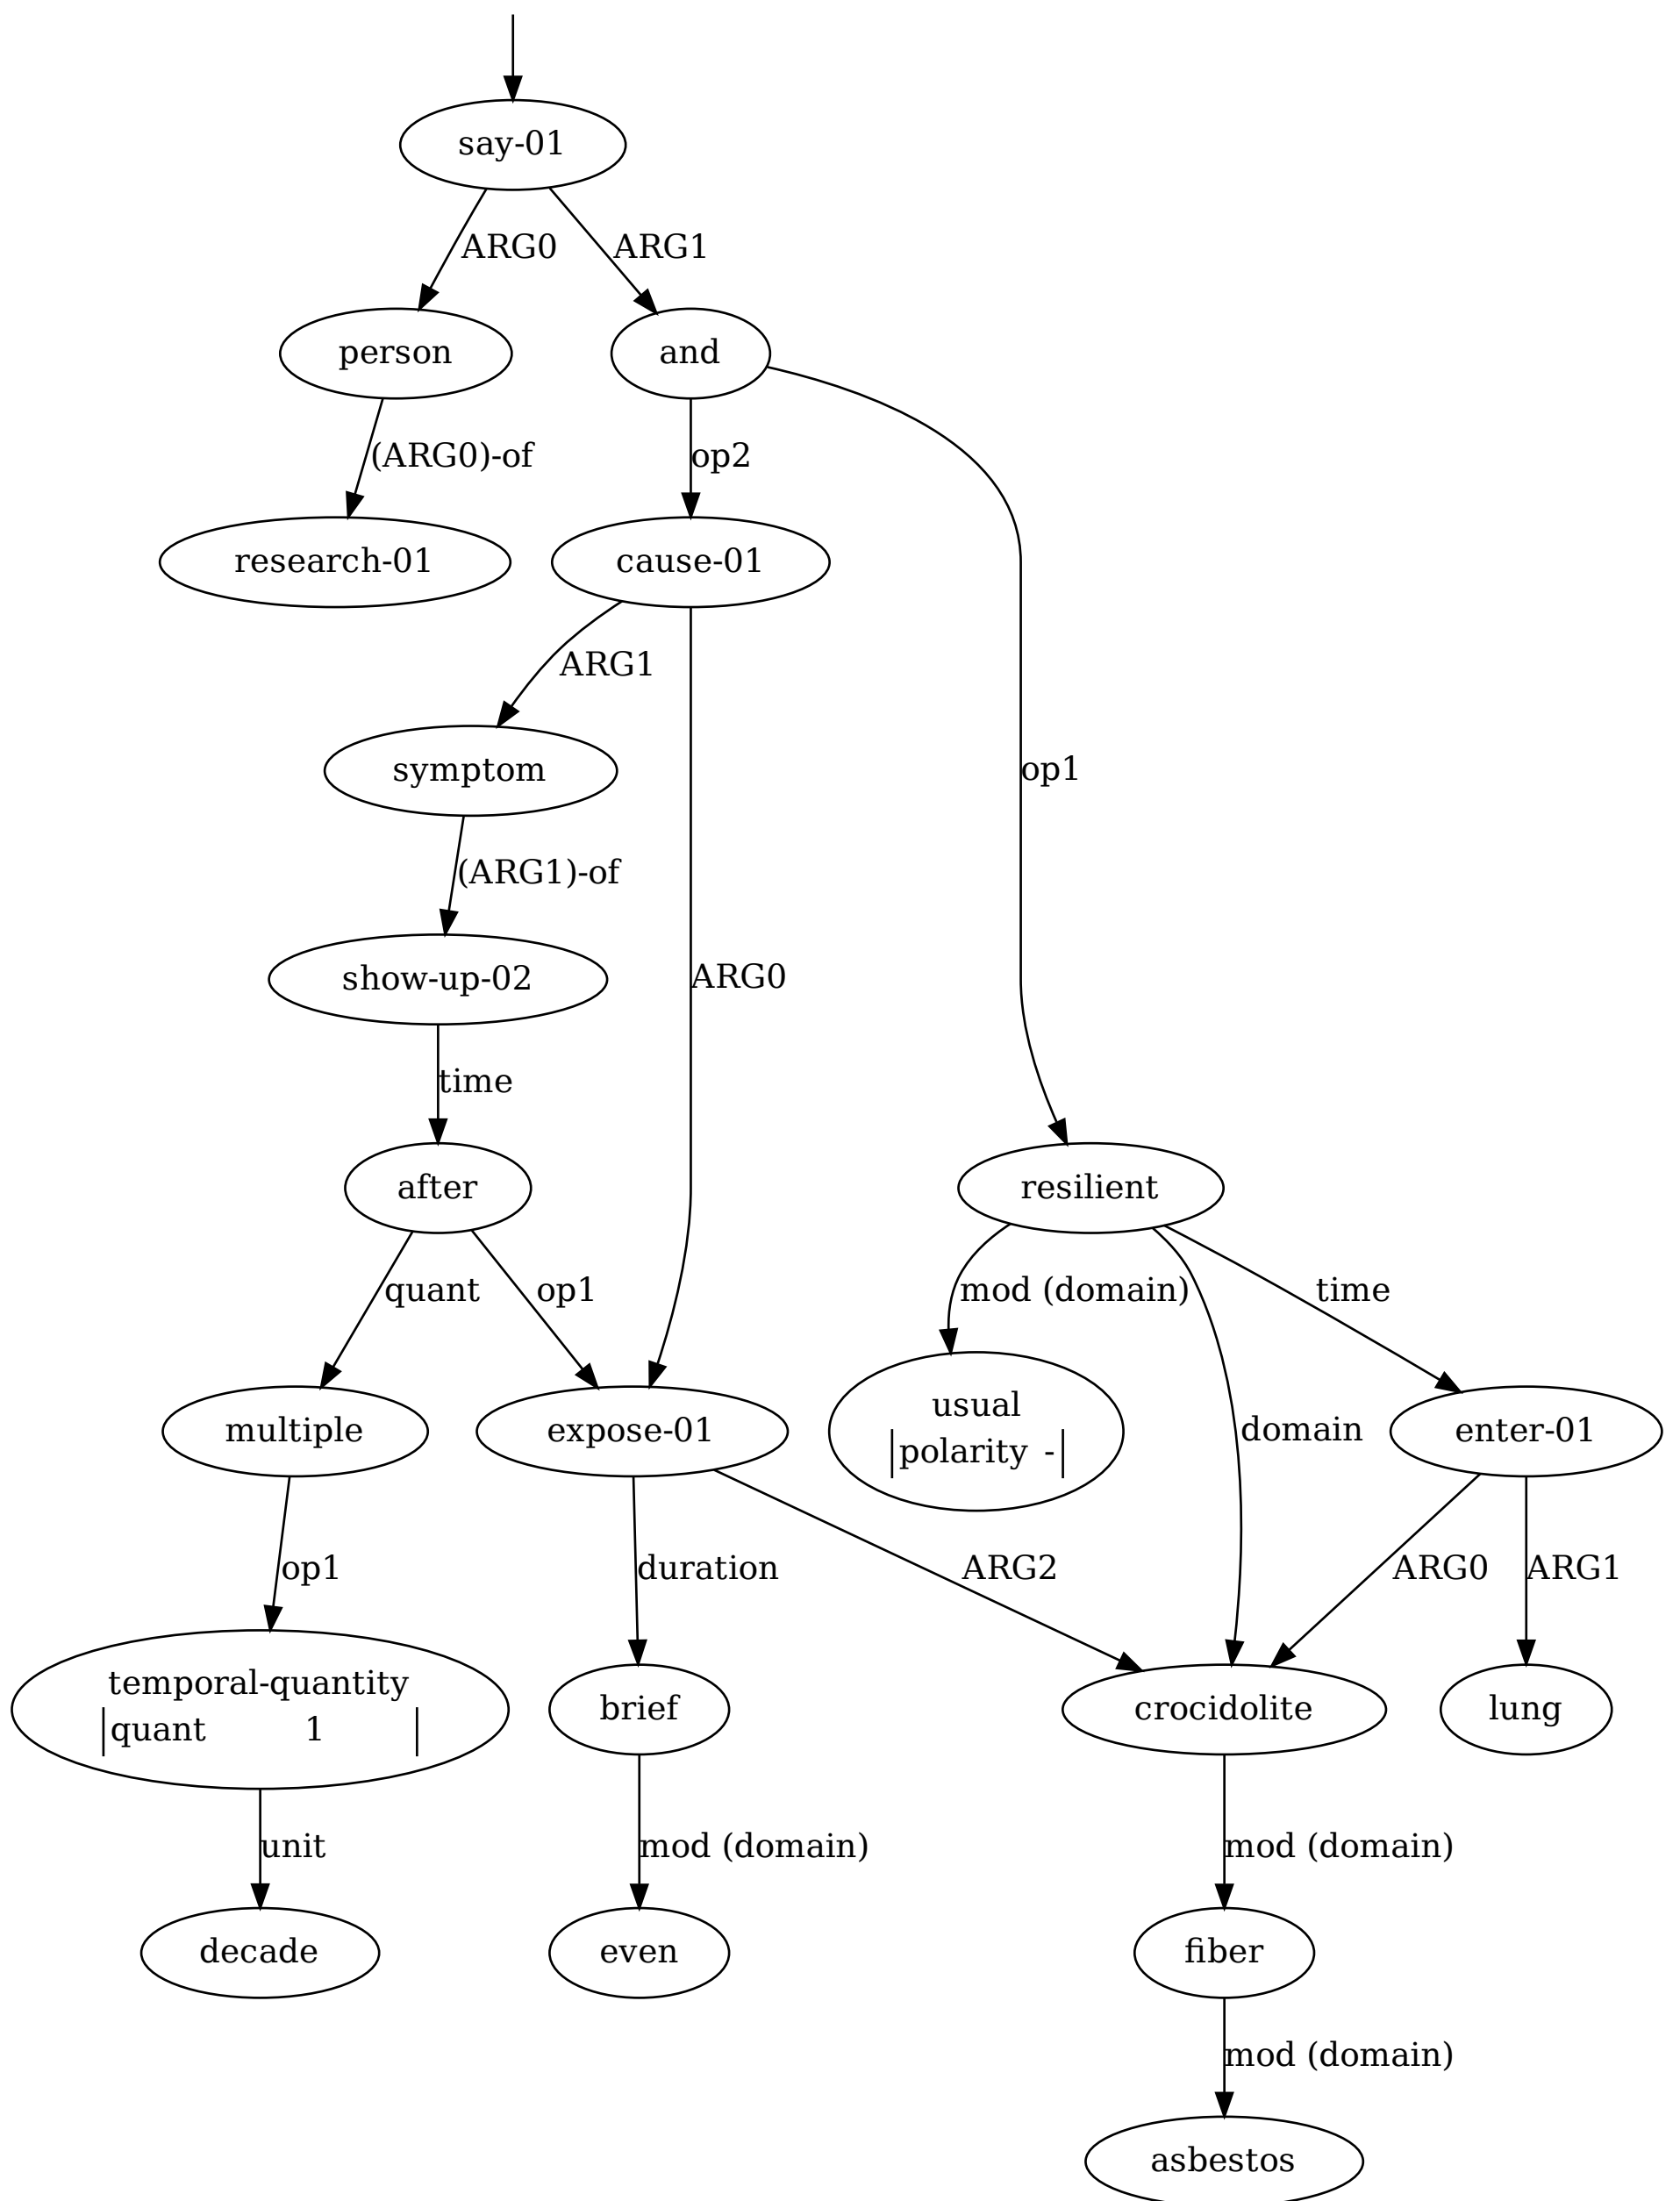 say-01
ARG0
ARG1
person
and
(ARG0)-of
op2
research-01
cause-01
ARG1
symptom
op1
(ARG1)-of
show-up-02
ARG0
time
after
resilient
quant
op1
mod (domain)
time
usual
|polarity -|
multiple
expose-01
domain
enter-01
op1
duration
ARG2
ARG0
ARG1
temporal-quantity
|quant 1 |
brief
crocidolite
lung
unit
mod (domain)
mod (domain)
decade
even
fiber
mod (domain)
asbestos